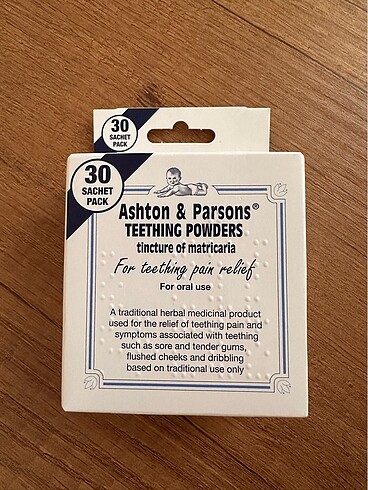 30
SACHET
PACK
30
SACHET
PACK
Ashton & Parsons®
TEETHING POWDERS
tincture of matricaria
For teething pain relief
For oral use
A traditional herbal medicinal product
used for the relief of teething pain and
symptoms associated with teething
such as sore and tender gums,
flushed cheeks and dribbling
based on traditional use only